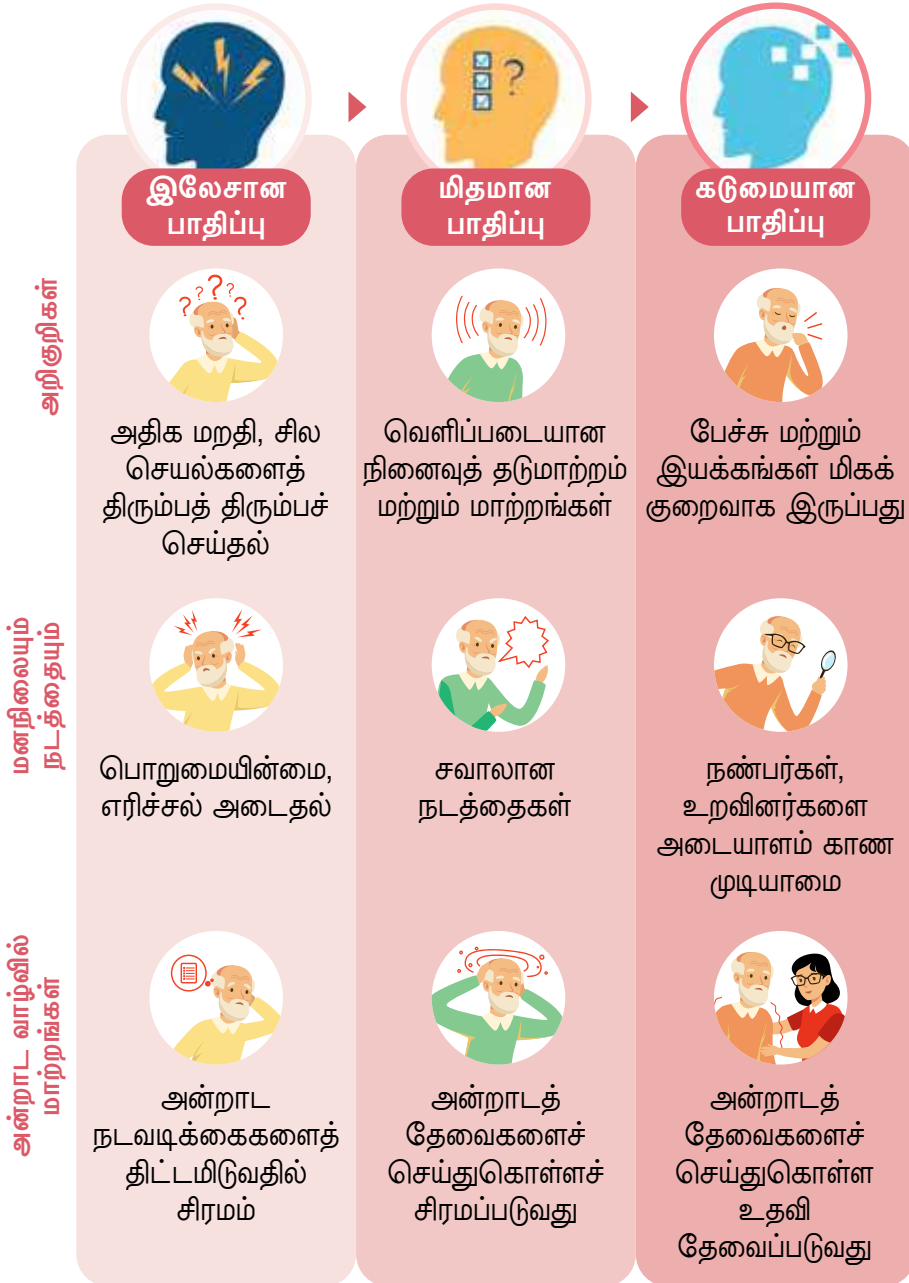 இலேசான
பாதிப்பு
மிதமான
பாதிப்பு
கடுமையான
பாதிப்பு
அறிகுறிகள்
அதிக மறதி, சில
செயல்களைத்
திரும்பத் திரும்பச்
செய்தல்
வெளிப்படையான
நினைவுத் தடுமாற்றம்
மற்றும் மாற்றங்கள்
பேச்சு மற்றும்
இயக்கங்கள் மிகக்
குறைவாக இருப்பது
மனநிலையும்
நடத்தையும்
பொறுமையின்மை,
எரிச்சல் அடைதல்
சவாலான
நடத்தைகள்
நண்பர்கள்,
உறவினர்களை
அடையாளம் காண
முடியாமை
அன்றாட வாழ்வில்
மாற்றங்கள்
அன்றாட
நடவடிக்கைகளைத்
திட்டமிடுவதில்
சிரமம்
அன்றாடத்
தேவைகளைச்
செய்துகொள்ளச்
சிரமப்படுவது
அன்றாடத்
தேவைகளைச்
செய்துகொள்ள
உதவி
தேவைப்படுவது